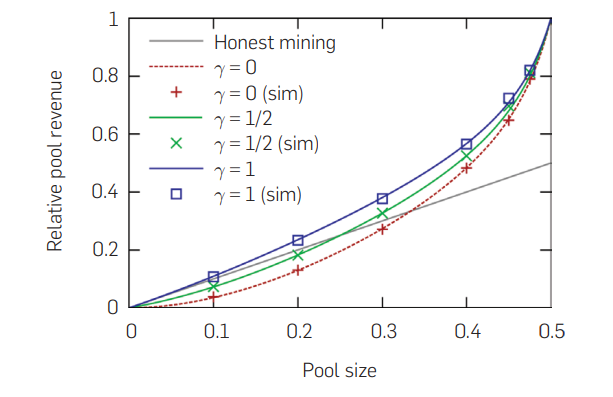 1
0.8
0.6
0.4
0.2
0
Relative pool revenue
Honest mining
γ = 0
γ = 0 (sim)
γ = 1/2
γ = 1/2 (sim)
γ = 1
γ = 1 (sim)
0 0.1 0.2 0.3 0.4 0.5
Pool size